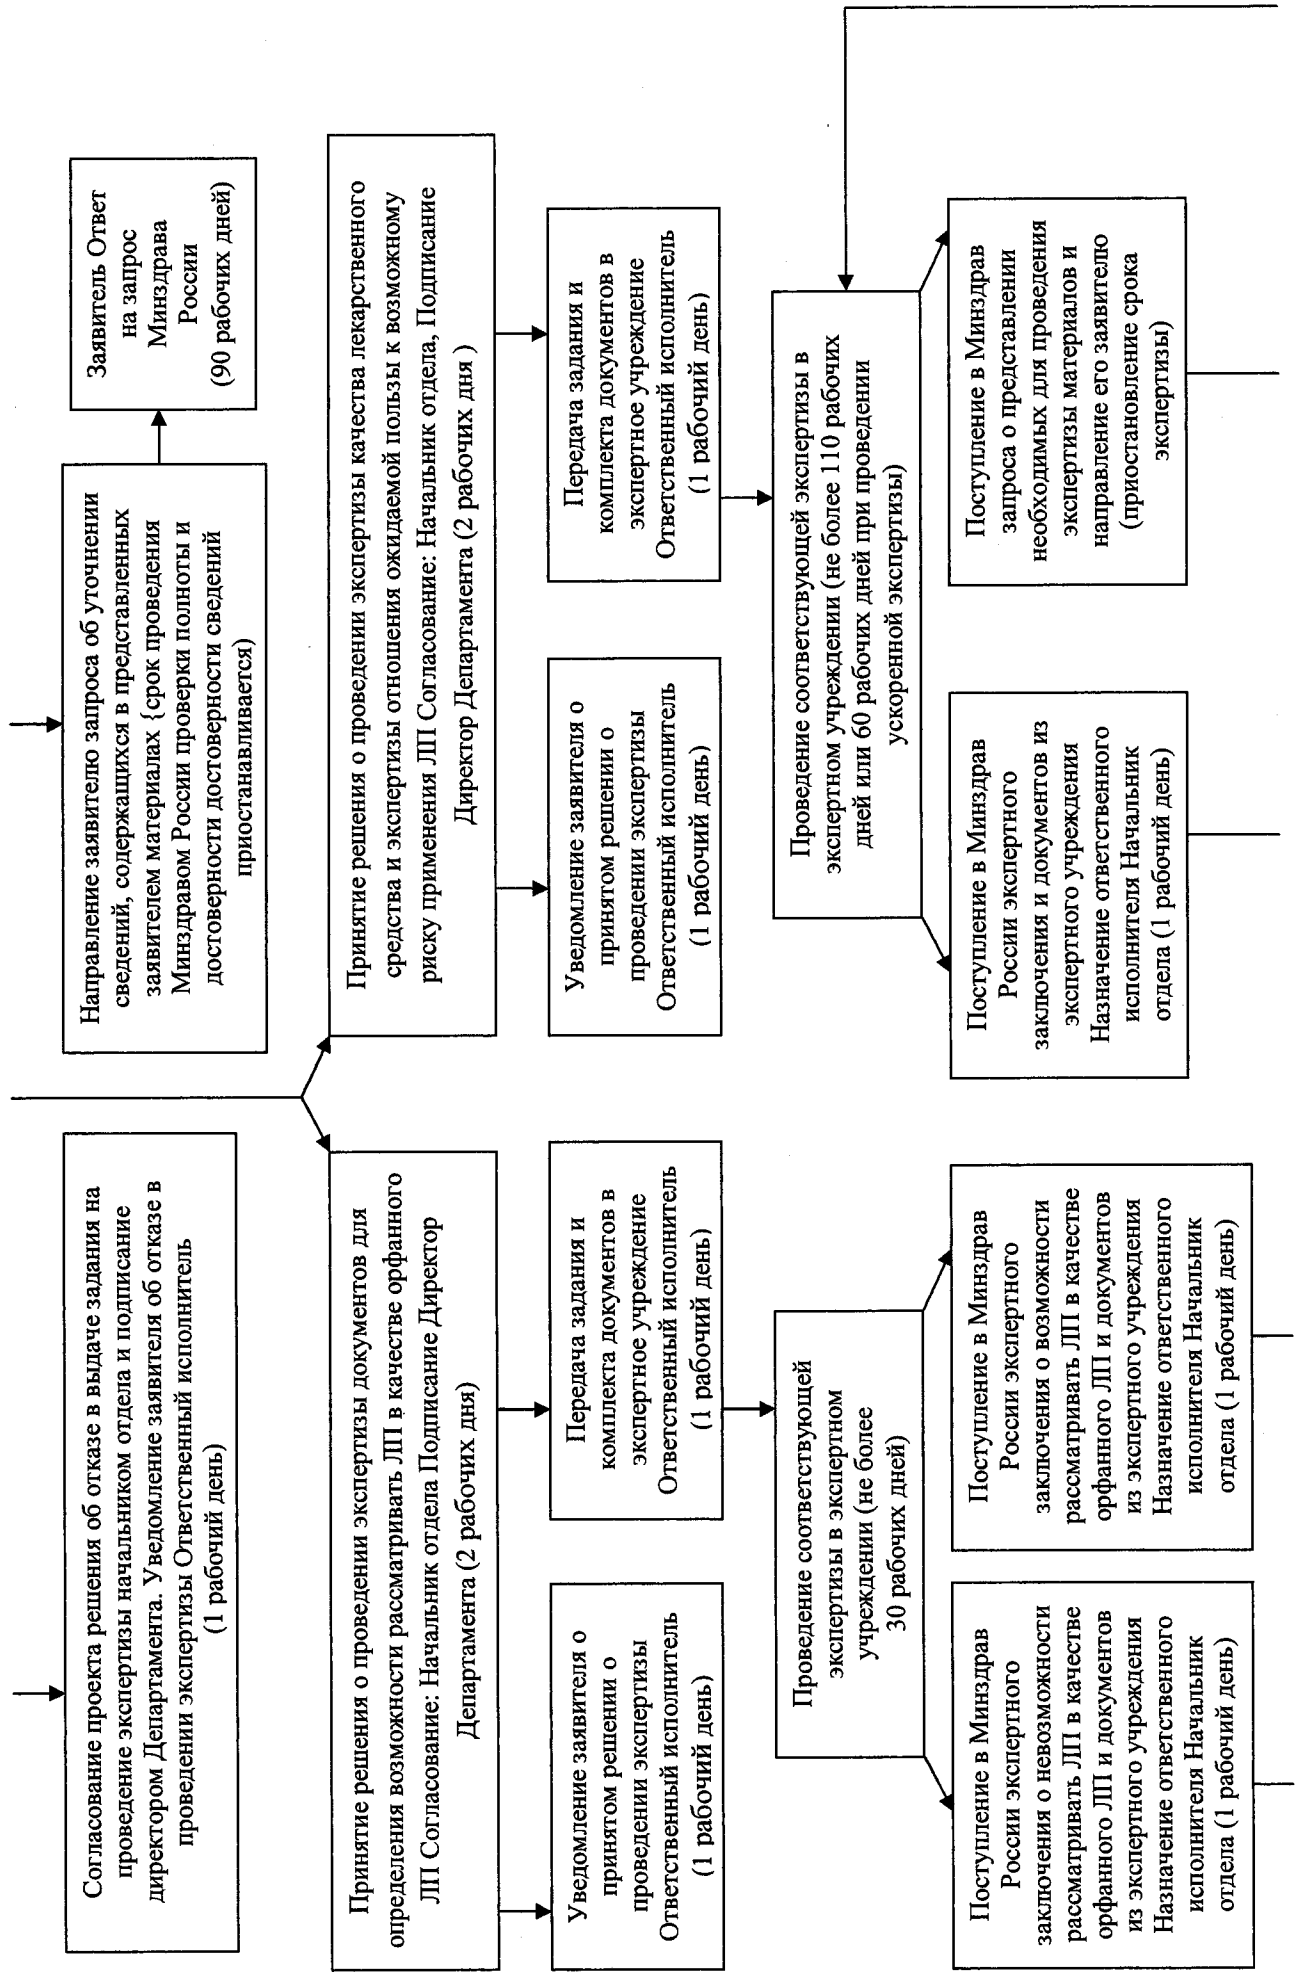 Согласование проекта решения об отказе в выдаче задания на
проведение экспертизы начальником отдела и подписание
директором Департамента. Уведомление заявителя об отказе в
проведении экспертизы Ответственный исполнитель
(1 рабочий день)
Направление заявителю запроса об уточнении
сведений, содержащихся в представленных
заявителем материалах {срок проведения
Минздравом России проверки полноты и
достоверности достоверности сведений
приостанавливается)
Заявитель Ответ
на запрос
Минздрава
России
(90 рабочих дней)
Принятие решения о проведении экспертизы документов для
определения возможности рассматривать ЛП в качестве орфанного
ЛП Согласование: Начальник отдела Подписание Директор
Департамента (2 рабочих дня)
Принятие решения о проведении экспертизы качества лекарственного
средства и экспертизы отношения ожидаемой пользы к возможному
риску применения ЛП Согласование: Начальник отдела, Подписание
Директор Департамента (2 рабочих дня )
Уведомление заявителя о
принятом решении о
проведении экспертизы
Ответственный исполнитель
(1 рабочий день)
Передача задания и
комплекта документов в
экспертное учреждение
Ответственный исполнитель
(1 рабочий день)
Уведомление заявителя о
принятом решении о
проведении экспертизы
Ответственный исполнитель
(1 рабочий день)
Передача задания и
комплекта документов в
экспертное учреждение
Ответственный исполнитель
(1 рабочий день)
Проведение соответствующей
экспертизы в экспертном
учреждении (не более
30 рабочих дней)
Проведение соответствующей экспертизы в
экспертном учреждении (не более 110 рабочих
дней или 60 рабочих дней при проведении
ускоренной экспертизы)
Поступление в Минздрав
России экспертного
заключения о невозможности
рассматривать ЛП в качестве
орфанного ЛП и документов
из экспертного учреждения
Назначение ответственного
исполнителя Начальник
отдела (1 рабочий день)
Поступление в Минздрав
России экспертного
заключения о возможности
рассматривать ЛП в качестве
орфанного ЛП и документов
из экспертного учреждения
Назначение ответственного
исполнителя Начальник
отдела (1 рабочий день)
Поступление в Минздрав
России экспертного
заключения и документов из
экспертного учреждения
Назначение ответственного
исполнителя Начальник
отдела (1 рабочий день)
Поступление в Минздрав
запроса о представлении
необходимых для проведения
экспертизы материалов и
направление его заявителю
(приостановление срока
экспертизы)